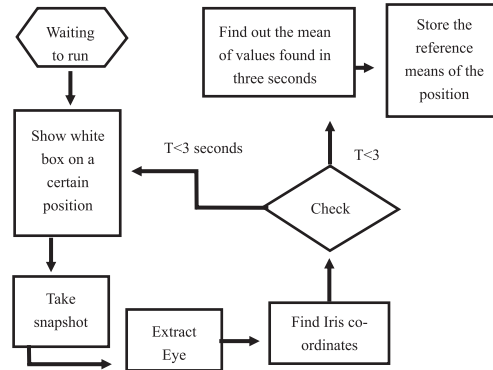 Waiting
to run
Show white
box on a
certain
position
Take
snapshot
Extract
Eye
Find Iris co-
ordinates
Check
T<3 seconds
T<3
Find out the mean
of values found in
three seconds
Store the
reference
means of the
position